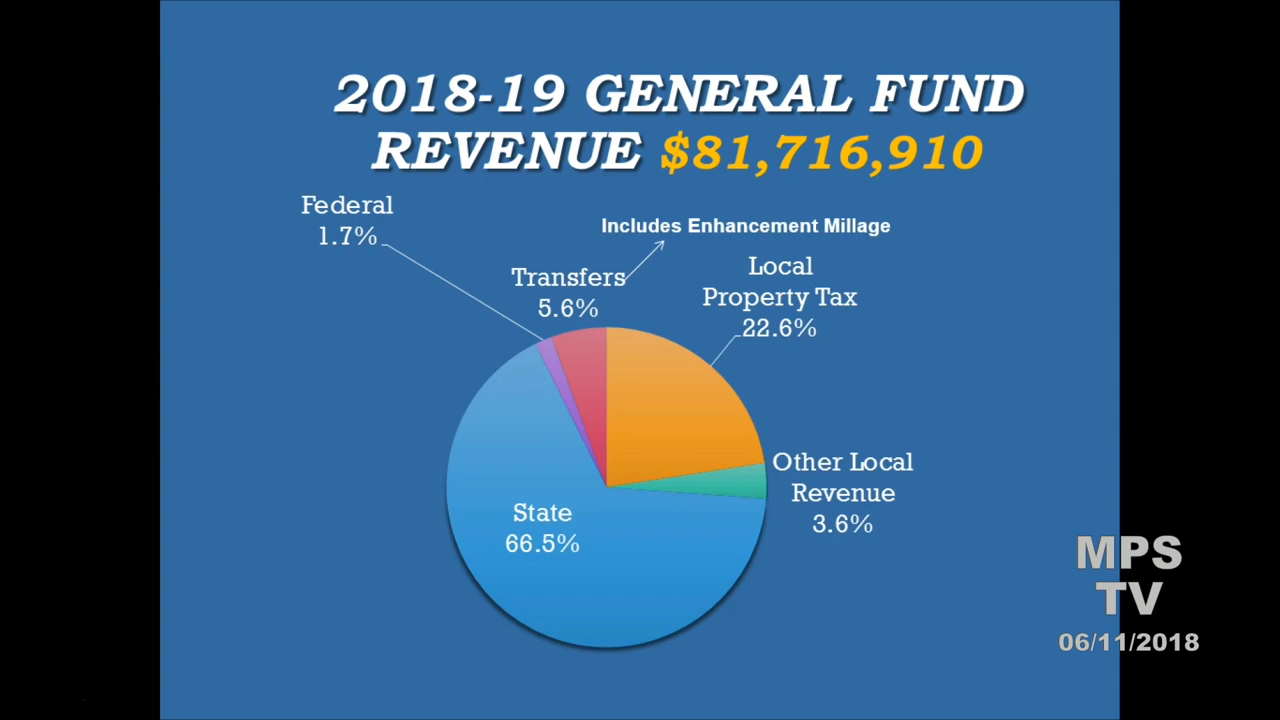 2018-19 GENERAL FUND
REVENUE $81,716,910
Federal
1.7%
Includes Enhancement Millage
Transfers
5.6%
Local
Property Tax
22.6%
Other Local
Revenue
3.6%
State
66.5%
MPS
TV
06/11/2018